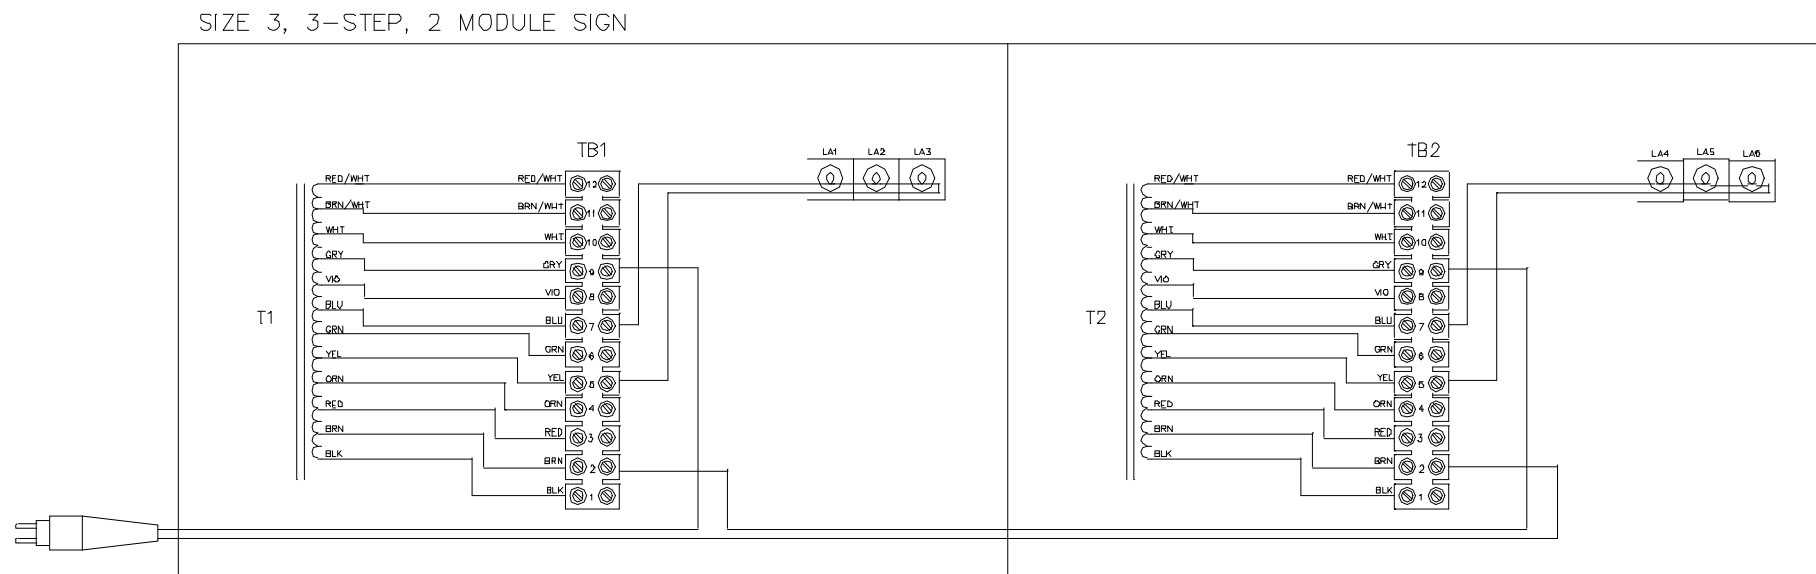 SIZE 3, 3-STEP, 2 MODULE SIGN
TB1
LA1 LA2 LA3
RED/WHT RED/WHT 12
BRN/WHT BRN/WHT 11
WHT WHT 10
GRY GRY 9
VIO VIO 8
T1
BLU BLU 7
GRN GRN 6
YEL YEL 5
ORN ORN 4
RED RED 3
BRN BRN 2
BLK BLK 1
TB2
LA4 LA5 LA6
RED/WHT RED/WHT 12
BRN/WHT BRN/WHT 11
WHT WHT 10
GRY GRY 9
VIO VIO 8
T2
BLU BLU 7
GRN GRN 6
YEL YEL 5
ORN ORN 4
RED RED 3
BRN BRN 2
BLK BLK 1